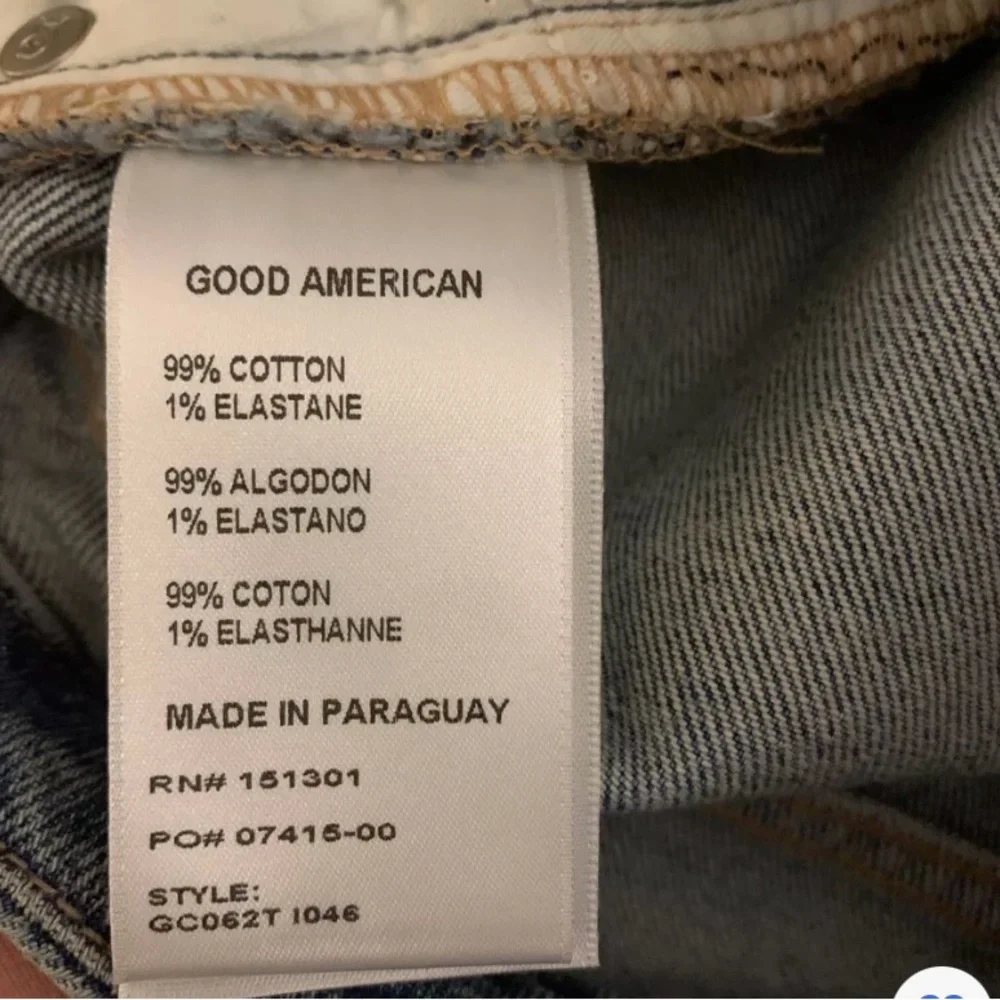 GOOD AMERICAN
99% COTTON
1% ELASTANE
99% ALGODON
1% ELASTANO
99% COTON
1% ELASTHANNE
MADE IN PARAGUAY
RN# 151301
PO# 07415-00
STYLE:
GC062T I046